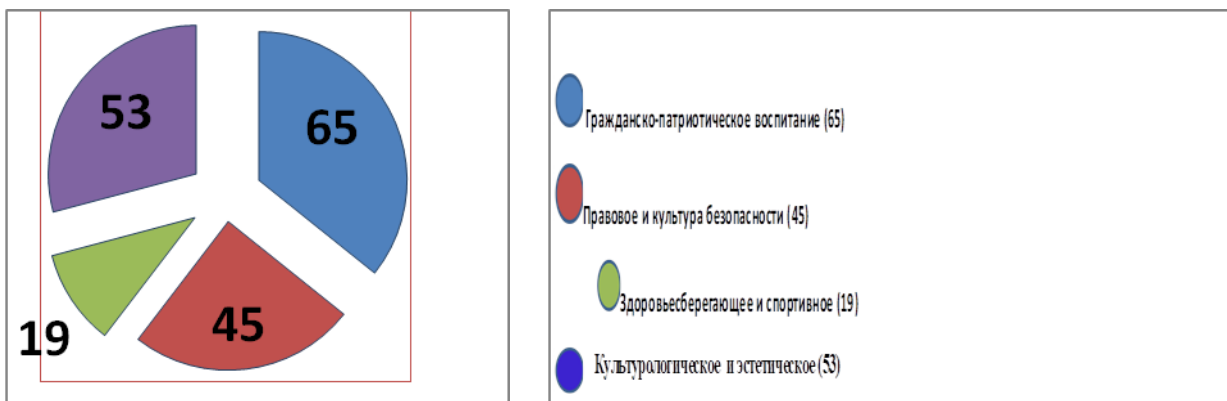 53
65
19
45
Гражданско-патриотическое воспитание (65)
Правовое и культура безопасности (45)
Здоровьесберегающее и спортивное (19)
Культурологическое и эстетическое (53)